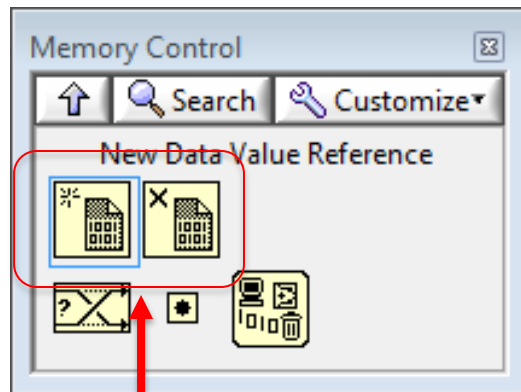 Memory Control
Search Customize
New Data Value Reference
?